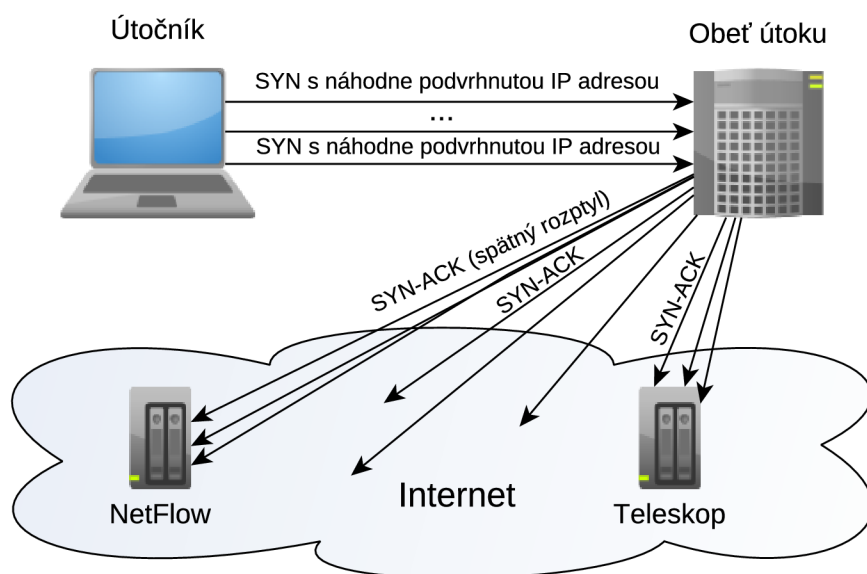 Útočník
Obeť útoku
SYN s náhodne podvrhnutou IP adresou
...
SYN s náhodne podvrhnutou IP adresou
SYN-ACK (spätný rozptyl)
SYN-ACK
SYN-ACK
NetFlow
Internet
Teleskop